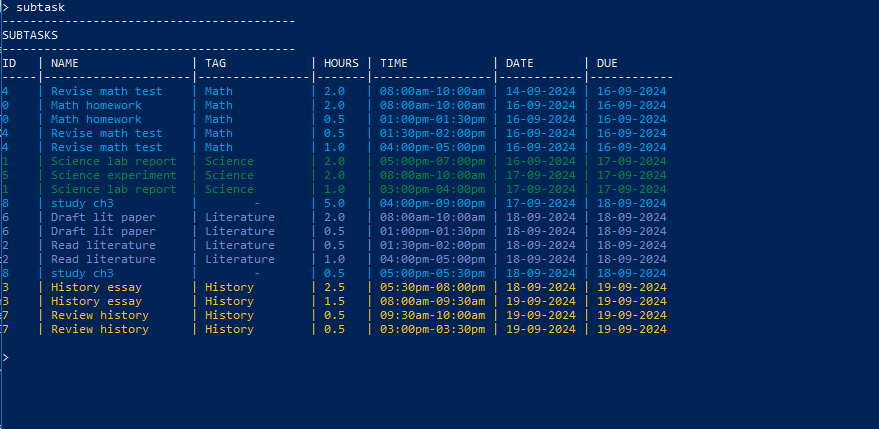 > subtask
------------------------------------------
SUBTASKS
------------------------------------------
ID   | NAME                | TAG            | HOURS | TIME            | DATE       | DUE
-----|---------------------|----------------|-------|-----------------|------------|------------
4    | Revise math test    | Math           | 2.0   | 08:00am-10:00am | 14-09-2024 | 16-09-2024
0    | Math homework       | Math           | 2.0   | 08:00am-10:00am | 16-09-2024 | 16-09-2024
0    | Math homework       | Math           | 0.5   | 01:00pm-01:30pm | 16-09-2024 | 16-09-2024
4    | Revise math test    | Math           | 0.5   | 01:30pm-02:00pm | 16-09-2024 | 16-09-2024
4    | Revise math test    | Math           | 1.0   | 04:00pm-05:00pm | 16-09-2024 | 16-09-2024
1    | Science lab report  | Science        | 2.0   | 05:00pm-07:00pm | 16-09-2024 | 17-09-2024
5    | Science experiment  | Science        | 2.0   | 08:00am-10:00am | 17-09-2024 | 17-09-2024
1    | Science lab report  | Science        | 1.0   | 03:00pm-04:00pm | 17-09-2024 | 17-09-2024
8    | study ch3           |        -       | 5.0   | 04:00pm-09:00pm | 17-09-2024 | 18-09-2024
6    | Draft lit paper     | Literature     | 2.0   | 08:00am-10:00am | 18-09-2024 | 18-09-2024
6    | Draft lit paper     | Literature     | 0.5   | 01:00pm-01:30pm | 18-09-2024 | 18-09-2024
2    | Read literature     | Literature     | 0.5   | 01:30pm-02:00pm | 18-09-2024 | 18-09-2024
2    | Read literature     | Literature     | 1.0   | 04:00pm-05:00pm | 18-09-2024 | 18-09-2024
8    | study ch3           |        -       | 0.5   | 05:00pm-05:30pm | 18-09-2024 | 18-09-2024
3    | History essay       | History        | 2.5   | 05:30pm-08:00pm | 18-09-2024 | 19-09-2024
3    | History essay       | History        | 1.5   | 08:00am-09:30am | 19-09-2024 | 19-09-2024
7    | Review history      | History        | 0.5   | 09:30am-10:00am | 19-09-2024 | 19-09-2024
7    | Review history      | History        | 0.5   | 03:00pm-03:30pm | 19-09-2024 | 19-09-2024
>